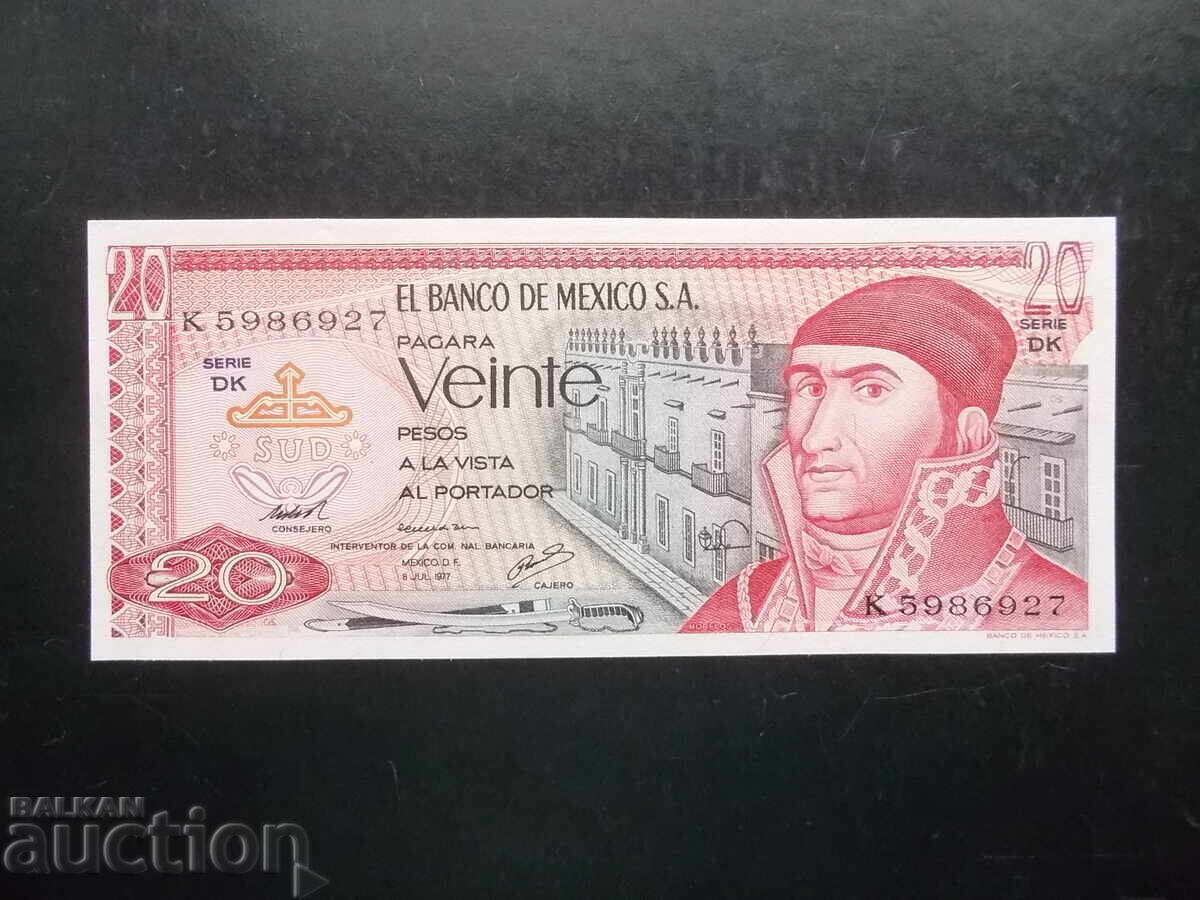 20
20
EL BANCO DE MEXICO S.A.
K 5986927
SERIE
DK
PAGARA
SERIE
DK
Veinte
SUD
PESOS
A LA VISTA
AL PORTADOR
CONSEJERO
INTERVENTOR DE LA COM. NAL. BANCARIA
MEXICO, D. F.
8 JUL. 1977
CAJERO
20
K 5986927
MORELOS
BANCO DE MEXICO S.A.
BALKAN
auction